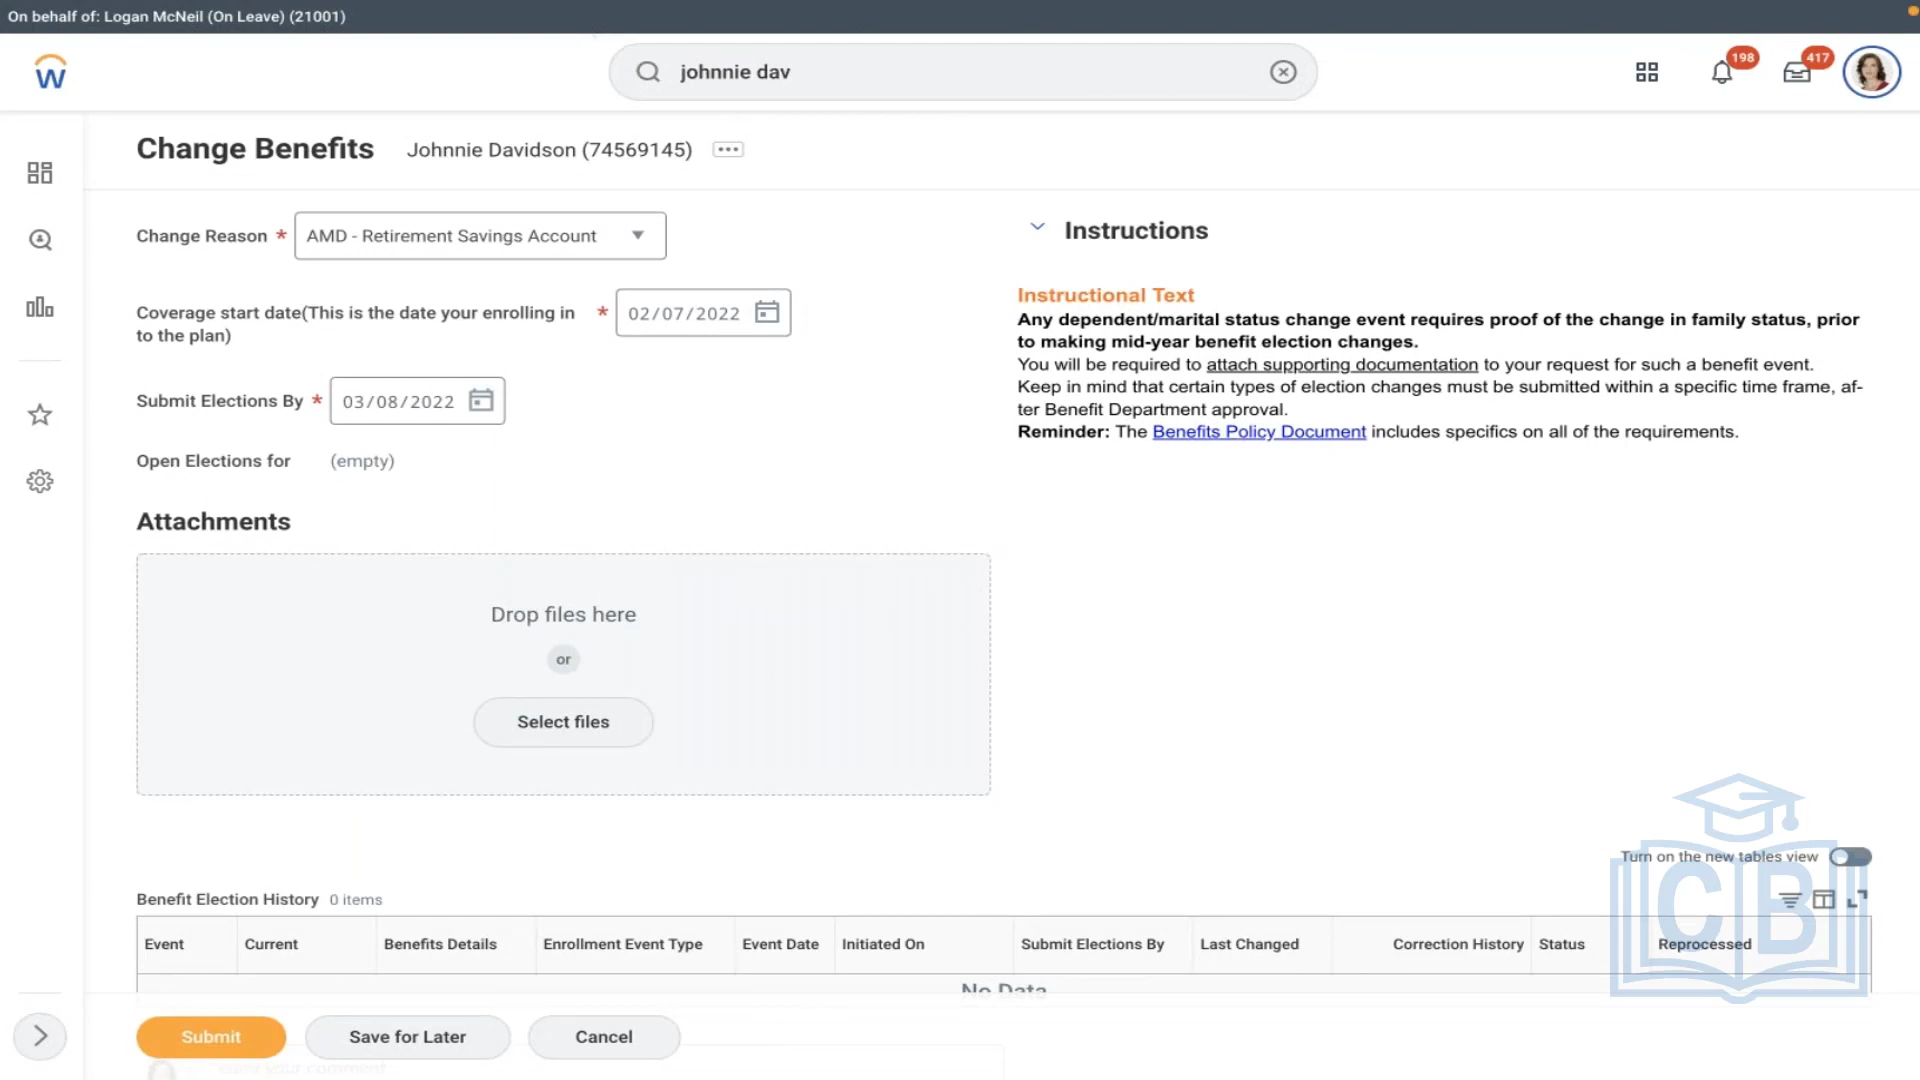 On behalf of: Logan McNeil (On Leave) (21001)
W
johnnie dav
198
417
Change Benefits
Johnnie Davidson (74569145)
Change Reason *
AMD - Retirement Savings Account
Coverage start date(This is the date your enrolling in
to the plan)
*
02/07/2022
Submit Elections By *
03/08/2022
Open Elections for
(empty)
Instructions
Instructional Text
Any dependent/marital status change event requires proof of the change in family status, prior
to making mid-year benefit election changes.
You will be required to attach supporting documentation to your request for such a benefit event.
Keep in mind that certain types of election changes must be submitted within a specific time frame, af-
ter Benefit Department approval.
Reminder: The Benefits Policy Document includes specifics on all of the requirements.
Attachments
Drop files here
or
Select files
Turn on the new tables view
CB
Benefit Election History 0 items
Event Current Benefits Details Enrollment Event Type Event Date Initiated On Submit Elections By Last Changed Correction History Status Reprocessed
No Data
Submit
Save for Later
Cancel
your comment